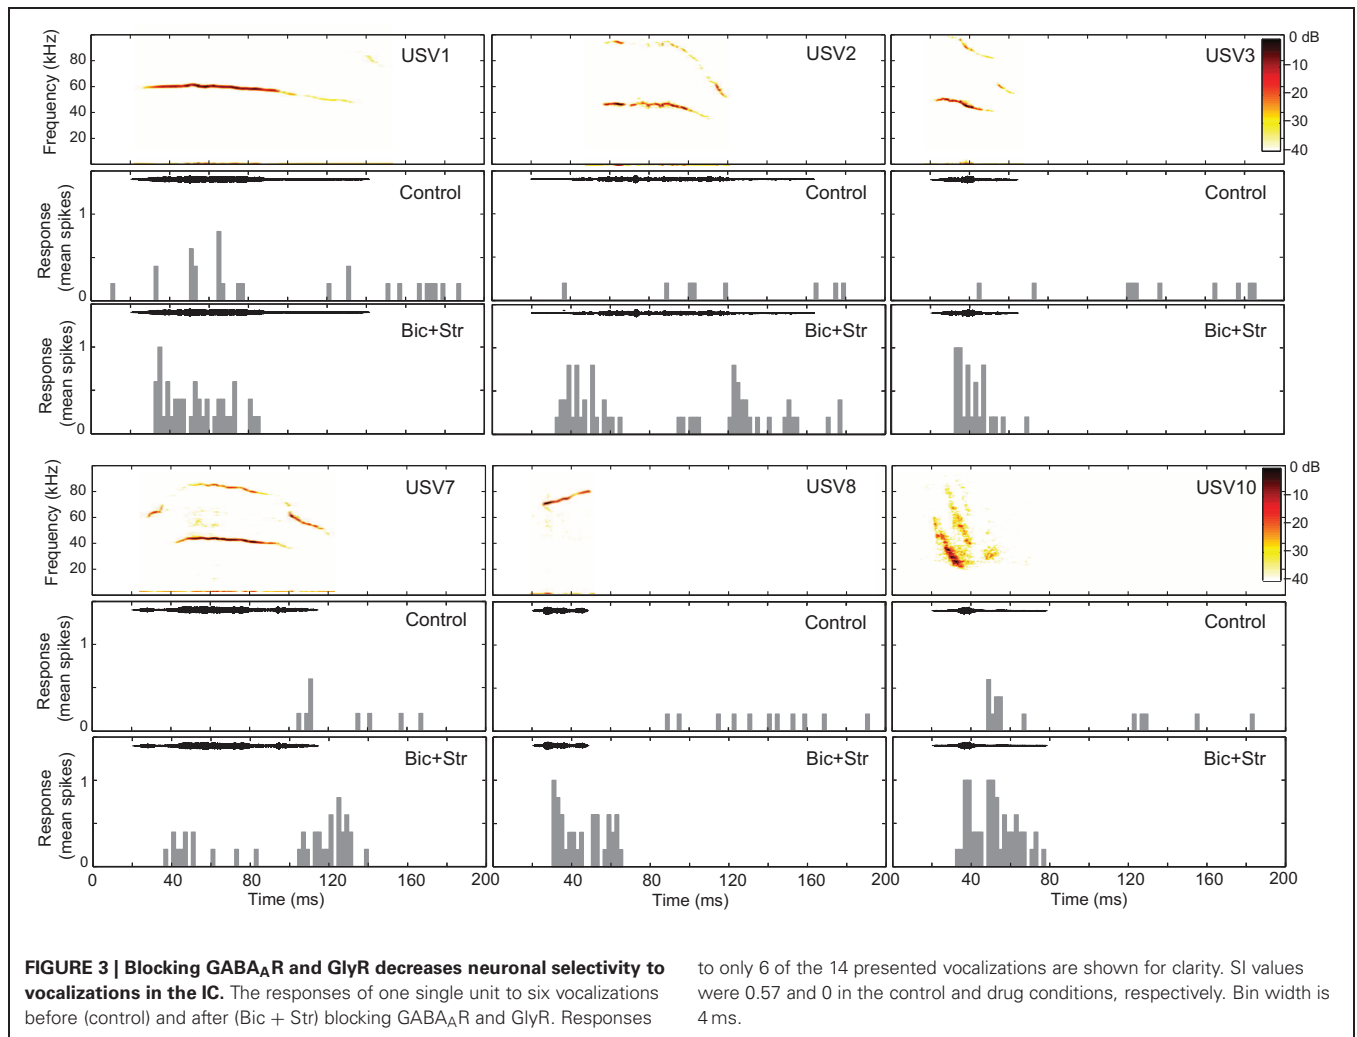 USV1
USV2
USV3
Frequency (kHz)
80
60
40
20
0 dB
-10
-20
-30
-40
Control
Control
Control
Response
(mean spikes)
1
0
Bic+Str
Bic+Str
Bic+Str
Response
(mean spikes)
1
0
USV7
USV8
USV10
Frequency (kHz)
80
60
40
20
0 dB
-10
-20
-30
-40
Control
Control
Control
Response
(mean spikes)
1
0
Bic+Str
Bic+Str
Bic+Str
Response
(mean spikes)
1
0
0 40 80 120 160 200 40 80 120 160 200 40 80 120 160 200
Time (ms) Time (ms) Time (ms)
FIGURE 3 | Blocking GABAAR and GlyR decreases neuronal selectivity to
vocalizations in the IC. The responses of one single unit to six vocalizations
before (control) and after (Bic + Str) blocking GABAAR and GlyR. Responses
to only 6 of the 14 presented vocalizations are shown for clarity. SI values
were 0.57 and 0 in the control and drug conditions, respectively. Bin width is
4 ms.